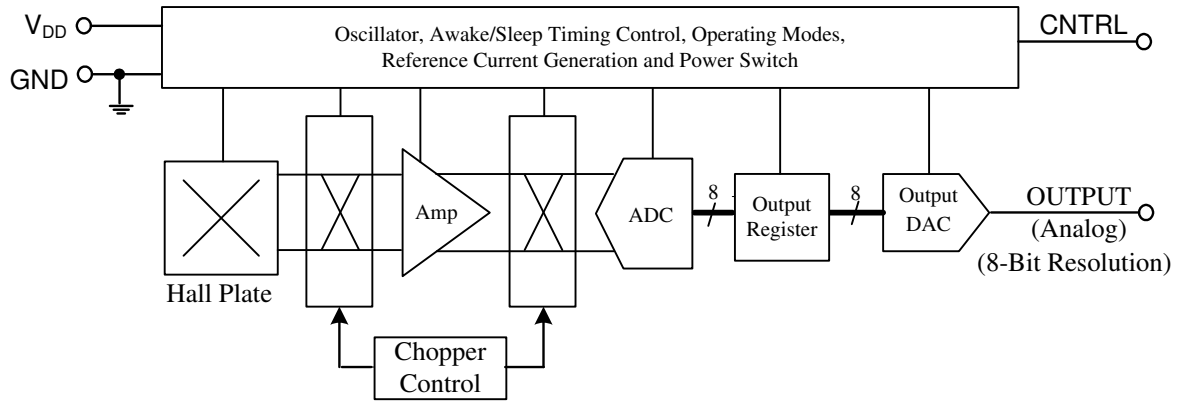 V_DD
GND
Oscillator, Awake/Sleep Timing Control, Operating Modes,
Reference Current Generation and Power Switch
CNTRL
Hall Plate
Amp
ADC
8
Output
Register
8
Output
DAC
OUTPUT
(Analog)
(8-Bit Resolution)
Chopper
Control